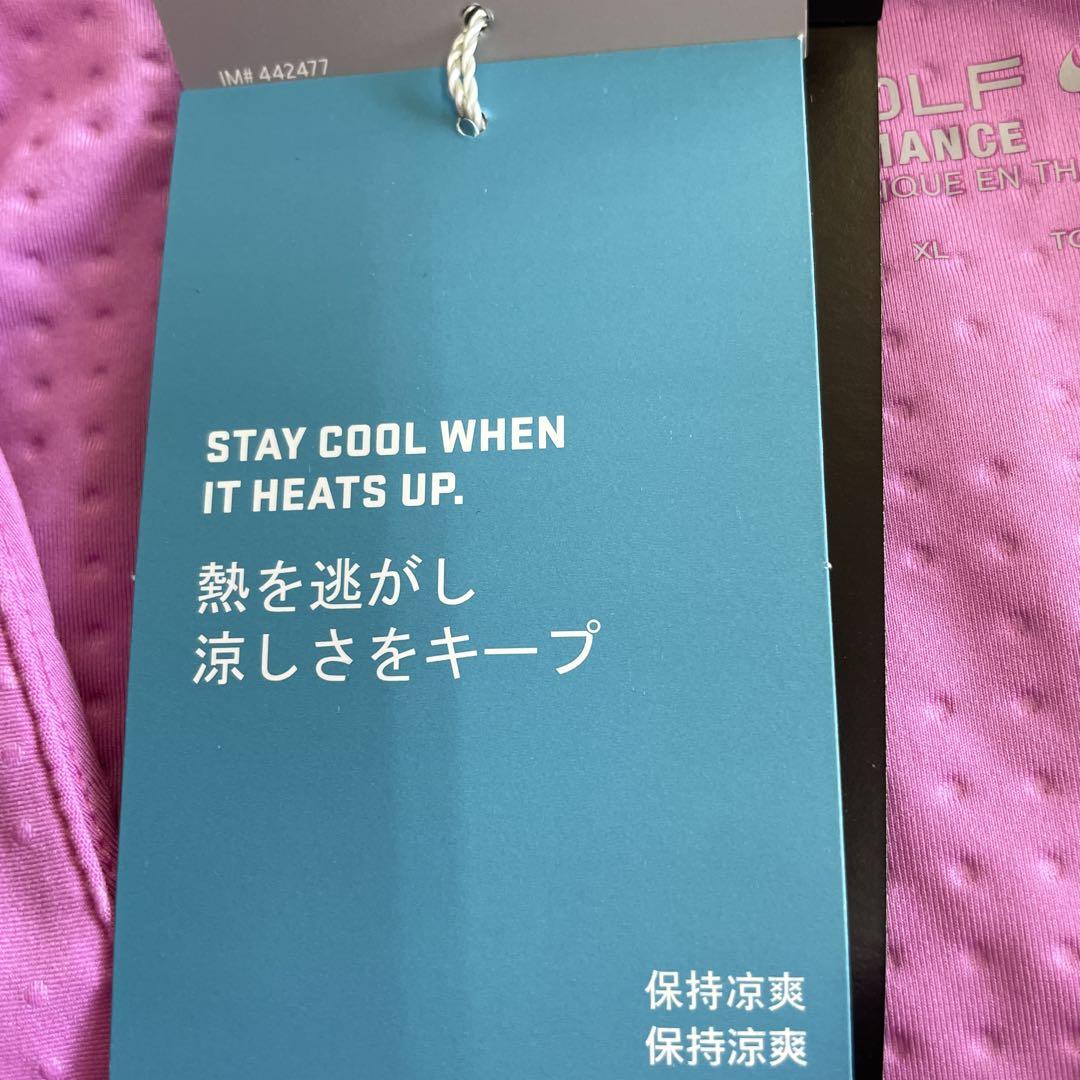 IM# 442477
STAY COOL WHEN
IT HEATS UP.
熱を逃がし
涼しさをキープ
保持凉爽
保持涼爽
EN
XL